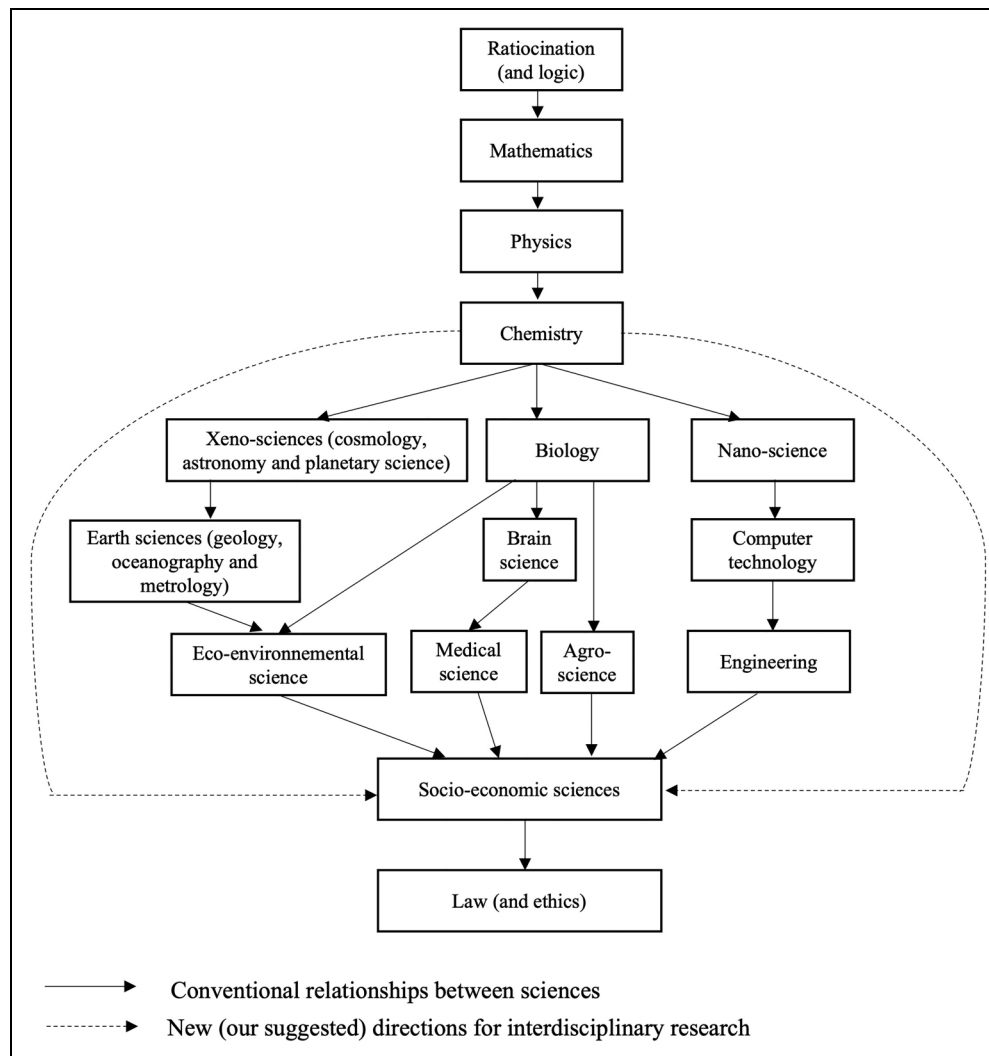 Ratiocination
(and logic)
Mathematics
Physics
Chemistry
Xeno-sciences (cosmology,
astronomy and planetary science)
Biology
Nano-science
Earth sciences (geology,
oceanography and
metrology)
Brain
science
Computer
technology
Eco-environnemental
science
Medical
science
Agro-
science
Engineering
Socio-economic sciences
Law (and ethics)
Conventional relationships between sciences
New (our suggested) directions for interdisciplinary research